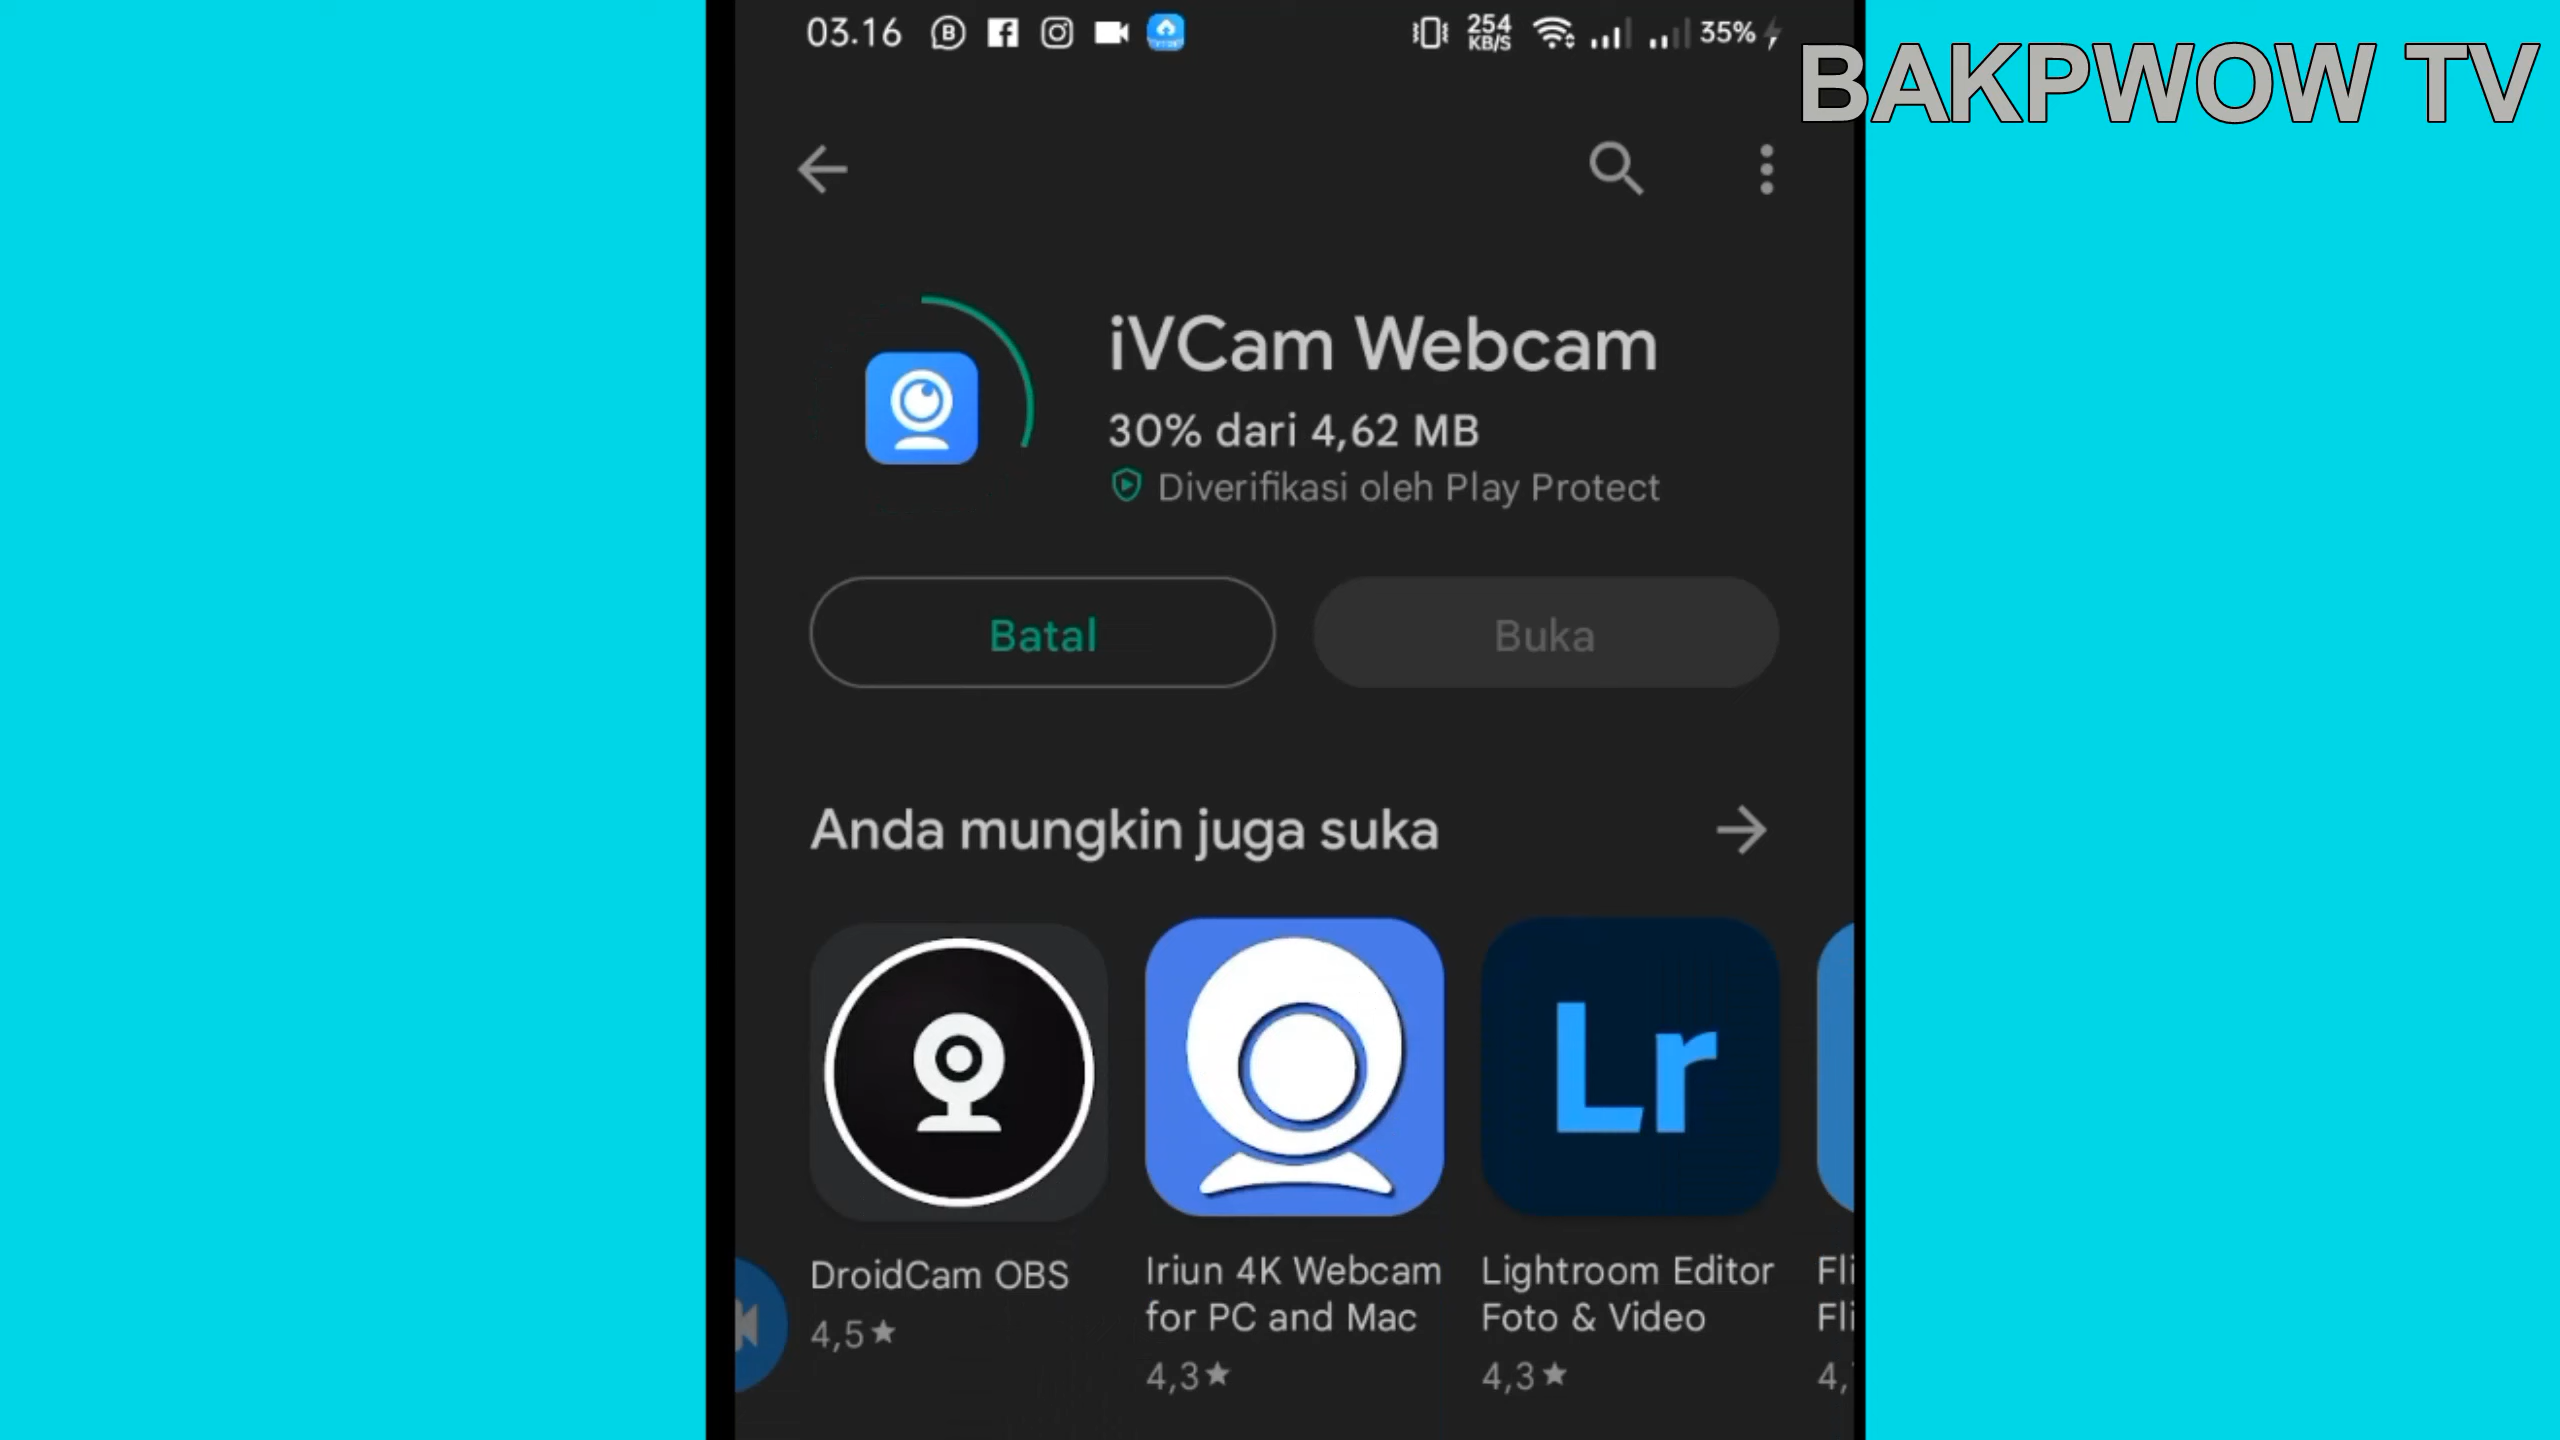 03.16
254
KB/S
35%
BAKPWOW TV
iVCam Webcam
30% dari 4,62 MB
Diverifikasi oleh Play Protect
Batal
Buka
Anda mungkin juga suka
Lr
DroidCam OBS
4,5★
Iriun 4K Webcam
for PC and Mac
4,3★
Lightroom Editor
Foto & Video
4,3★